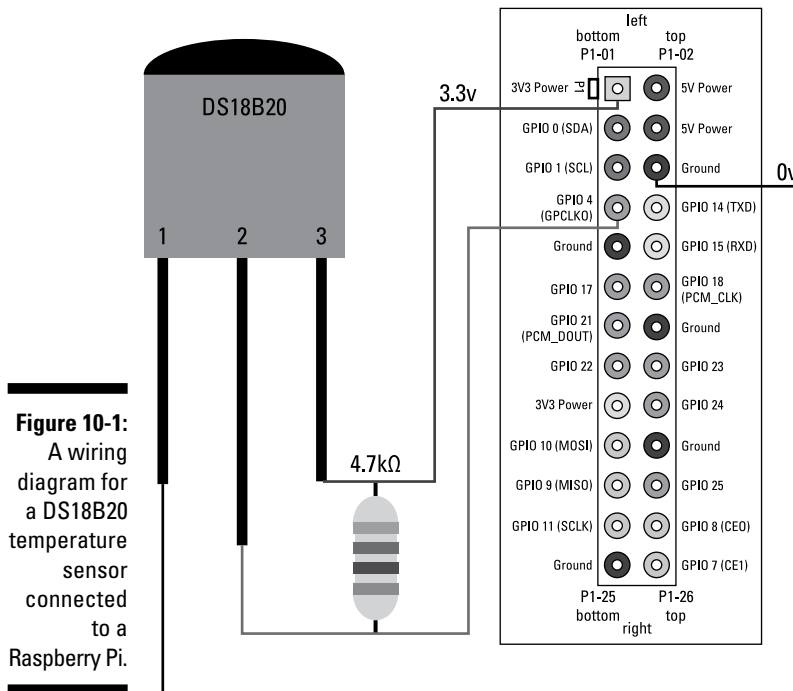 left
bottom top
P1-01 P1-02
3V3 Power P1 5V Power
GPIO 0 (SDA) 5V Power
GPIO 1 (SCL) Ground
GPIO 4
(GPCLKO) GPIO 14 (TXD)
Ground GPIO 15 (RXD)
GPIO 17 GPIO 18
(PCM_CLK)
GPIO 21
(PCM_DOUT) Ground
GPIO 22 GPIO 23
3V3 Power GPIO 24
GPIO 10 (MOSI) Ground
GPIO 9 (MISO) GPIO 25
GPIO 11 (SCLK) GPIO 8 (CEO)
Ground GPIO 7 (CE1)
P1-25 P1-26
bottom top
right
3.3v
0v
DS18B20
1 2 3
4.7kΩ
Figure 10-1:
A wiring
diagram for
a DS18B20
temperature
sensor
connected
to a
Raspberry Pi.